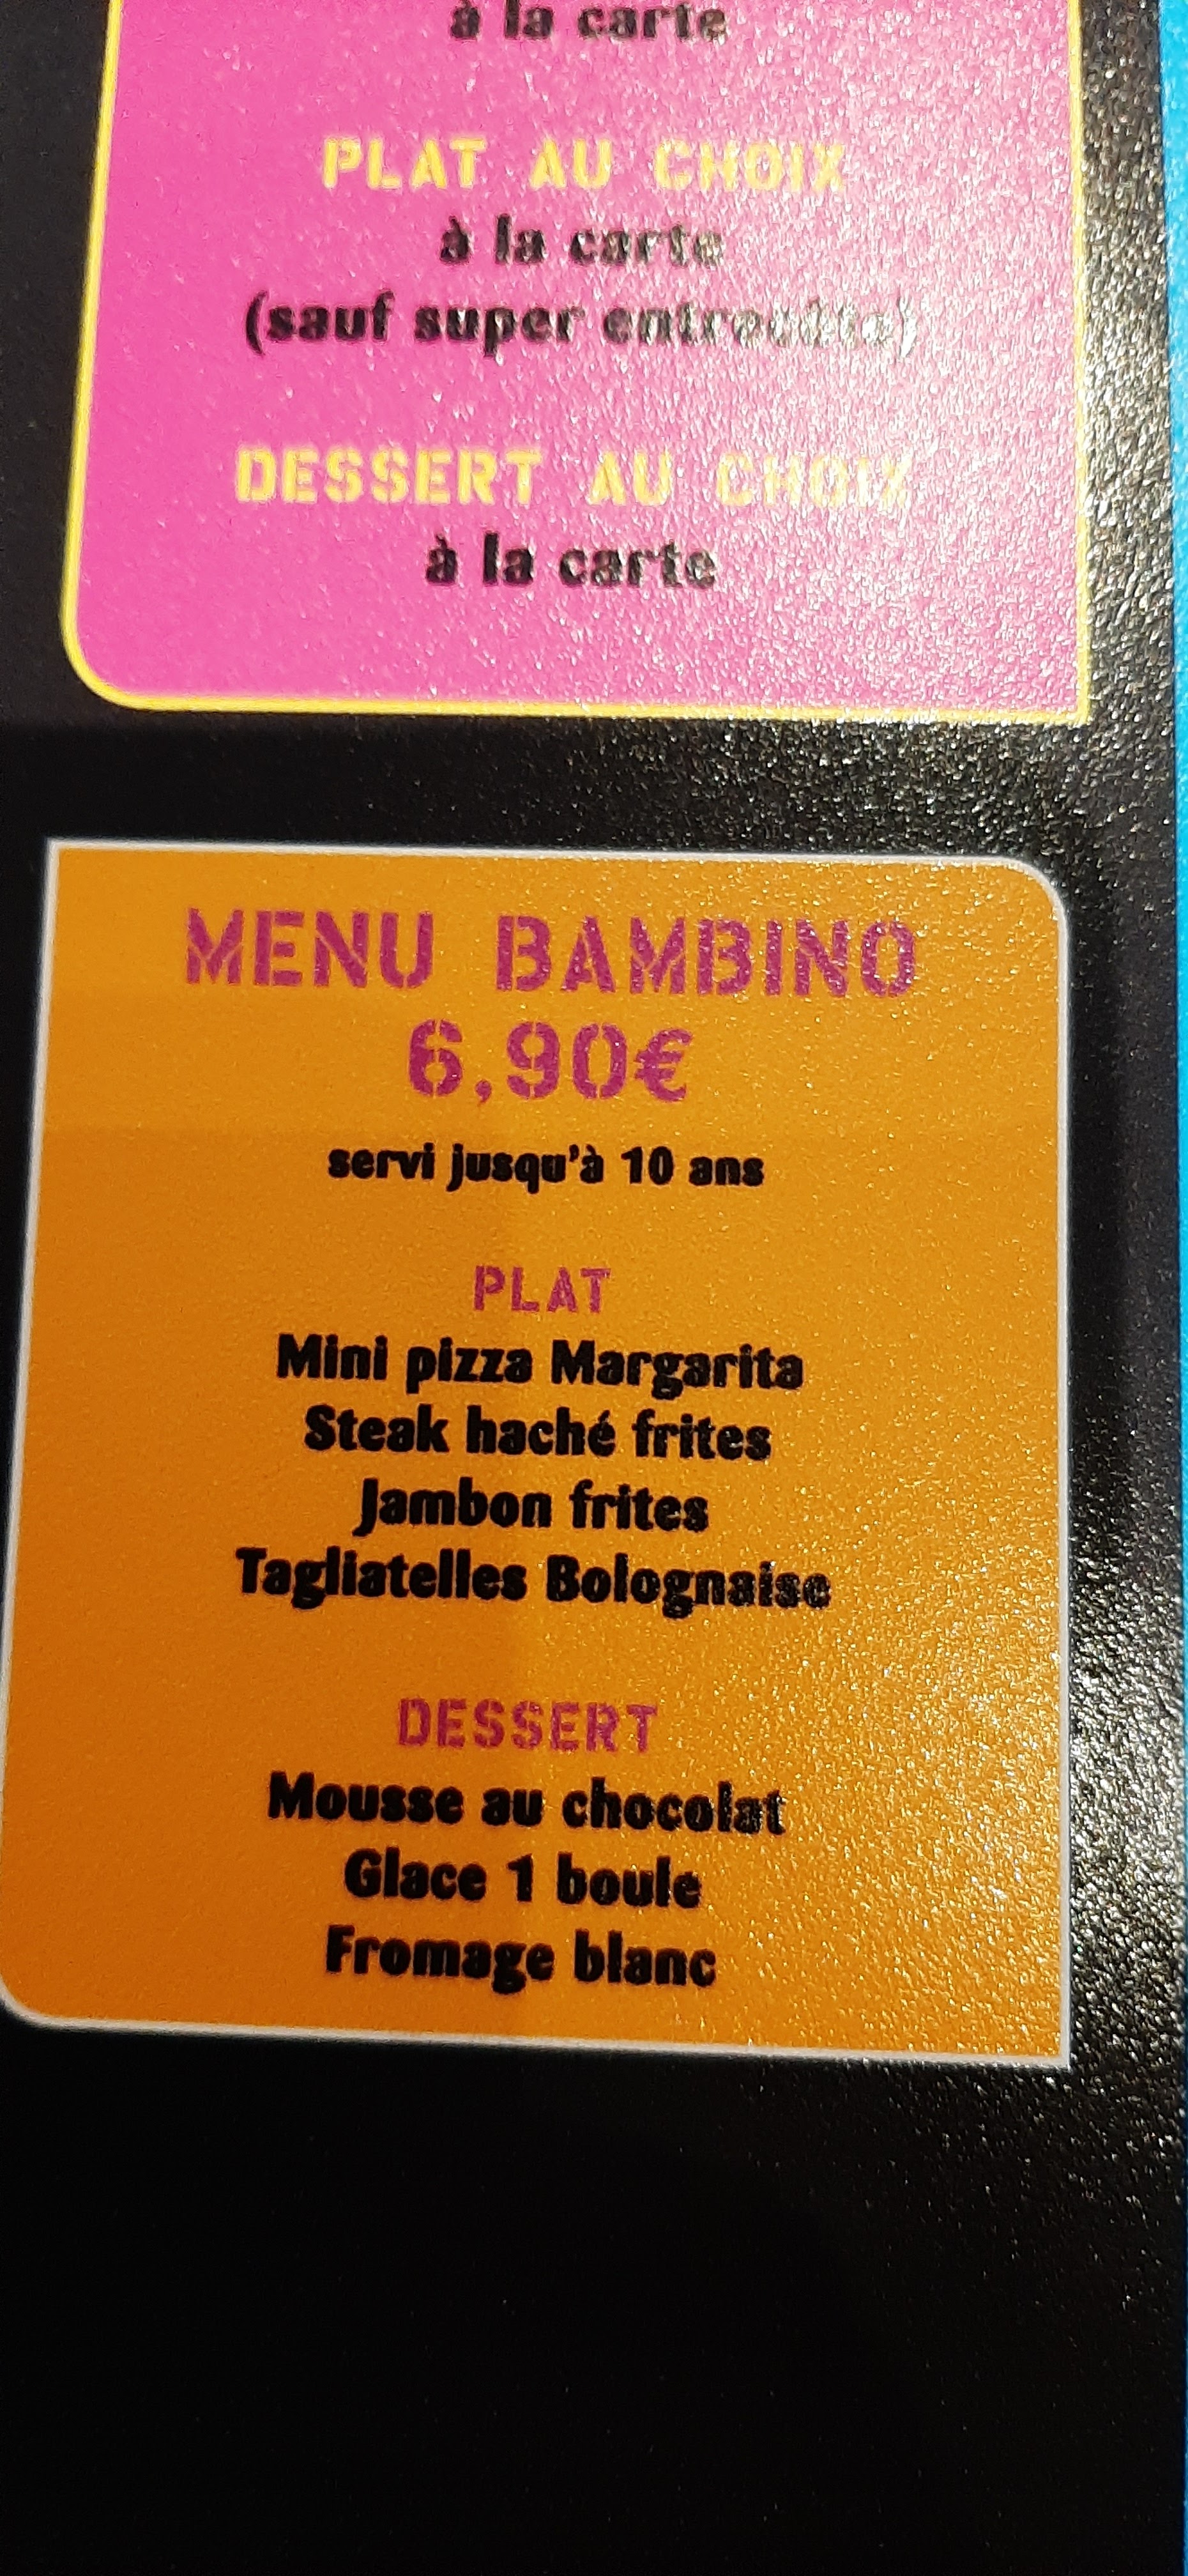 à la carte
PLAT AU CHOIX
à la carte
(sauf super entrecôte)
DESSERT AU CHOIX
à la carte
MENU BAMBINO
6,90€
servi jusqu'à 10 ans
PLAT
Mini pizza Margarita
Steak haché frites
Jambon frites
Tagliatelles Bolognaise
DESSERT
Mousse au chocolat
Glace 1 boule
Fromage blanc